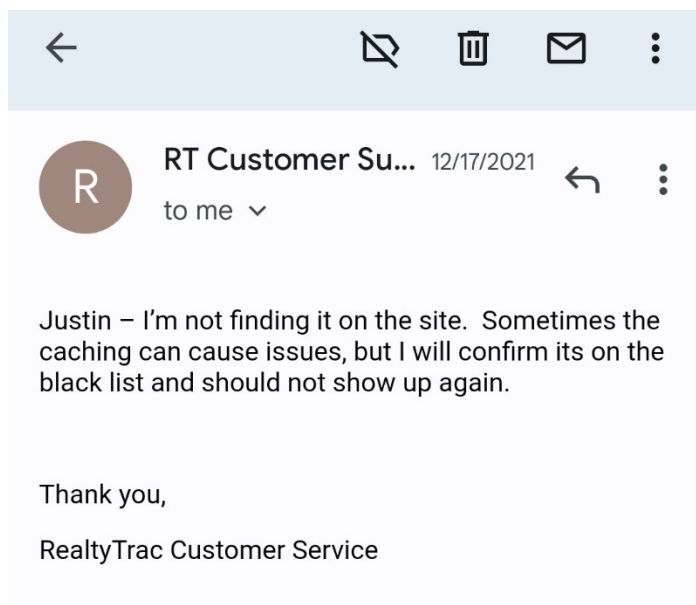 RT Customer Su... 12/17/2021
R
to me
Justin – I'm not finding it on the site.  Sometimes the
caching can cause issues, but I will confirm its on the
black list and should not show up again.
Thank you,
RealtyTrac Customer Service